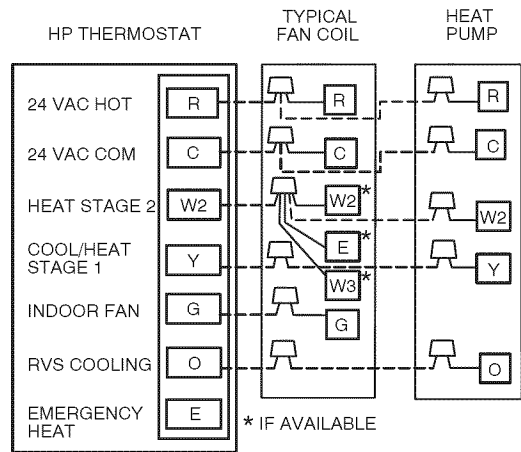 HP THERMOSTAT
TYPICAL
FAN COIL
HEAT
PUMP
24 VAC HOT R R R
24 VAC COM C C C
HEAT STAGE 2 W2 W2* W2
E*
COOL/HEAT
STAGE 1 Y W3* Y
INDOOR FAN G G
RVS COOLING O O
EMERGENCY
HEAT E
* IF AVAILABLE